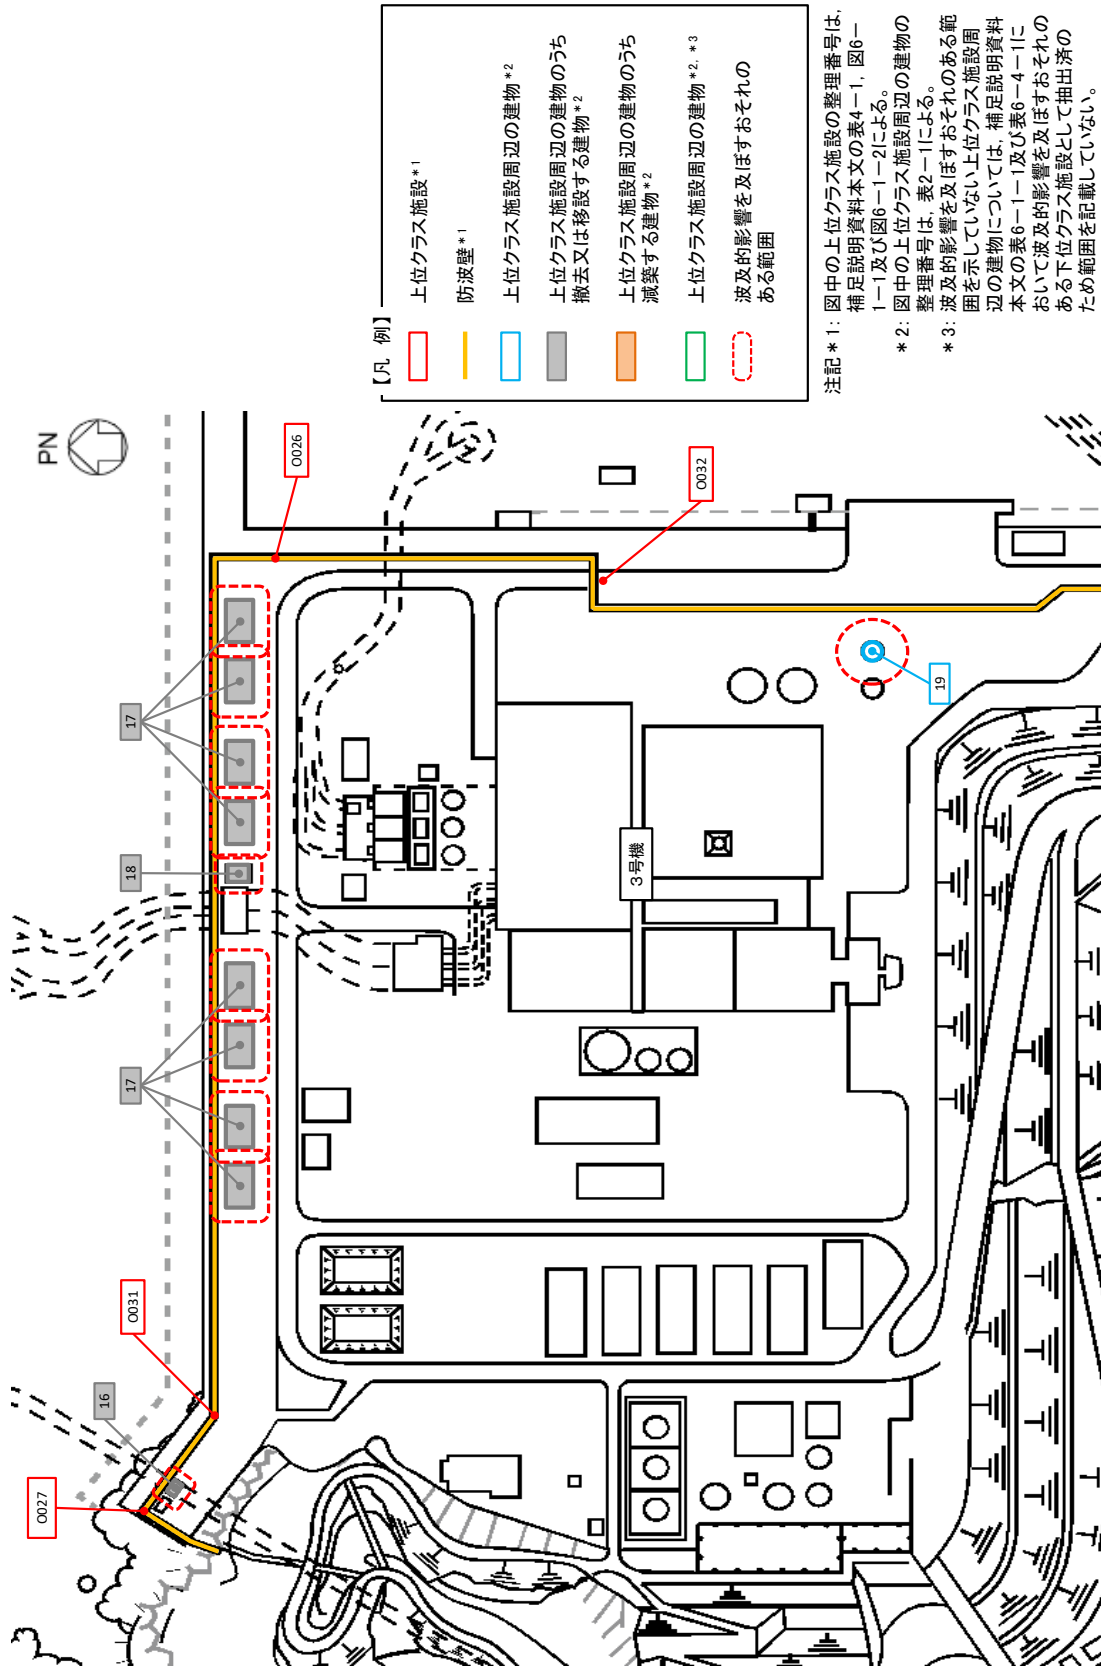 【凡 例】
上位クラス施設*1
防波壁*1
上位クラス施設周辺の建物*2
上位クラス施設周辺の建物のうち
撤去又は移設する建物*2
上位クラス施設周辺の建物のうち
減築する建物*2
上位クラス施設周辺の建物*2, *3
波及的影響を及ぼすおそれの
ある範囲
注記*1: 図中の上位クラス施設の整理番号は,
補足説明資料本文の表4-1, 図6-
1-1及び図6-1-2による。
*2: 図中の上位クラス施設周辺の建物の
整理番号は, 表2-1による。
*3: 波及的影響を及ぼすおそれのある範
囲を示していない上位クラス施設周
辺の建物については, 補足説明資料
本文の表6-1-1及び表6-4-1に
おいて波及的影響を及ぼすおそれの
ある下位クラス施設として抽出済の
ため範囲を記載していない。
PN
O027
16
O031
17
18
17
O026
O032
3号機
19